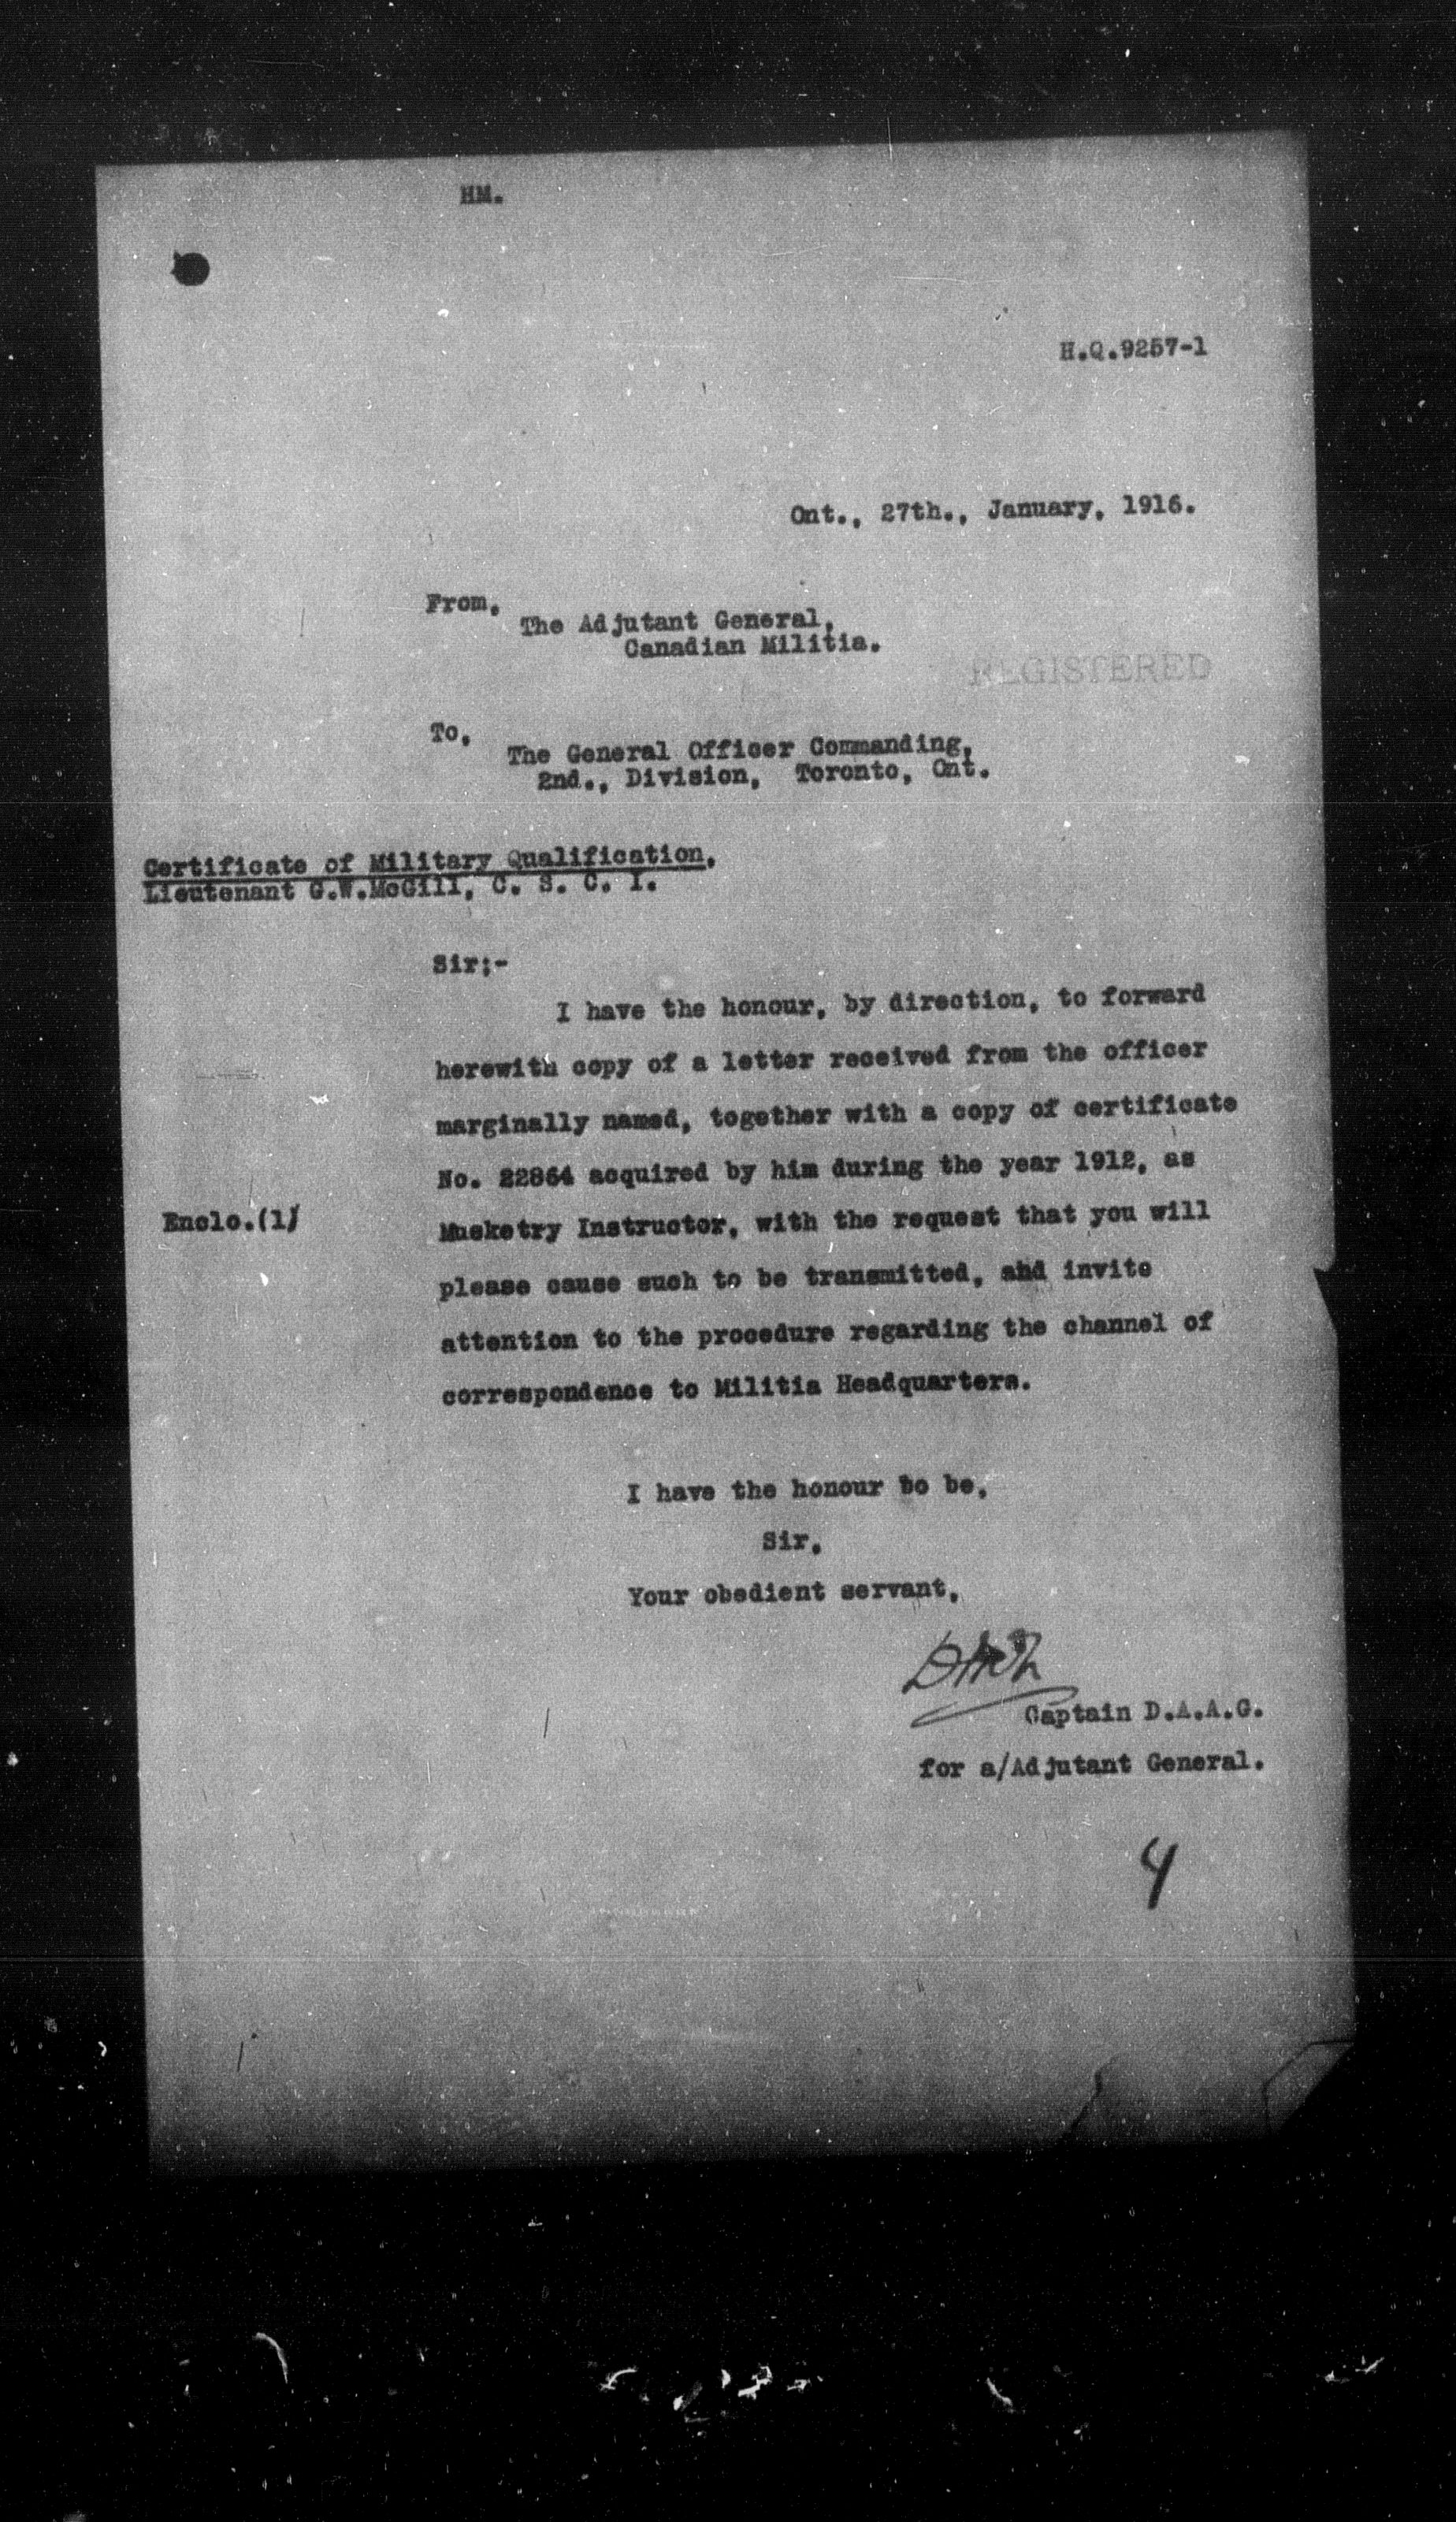 HM.
H.Q.9257-1
Ont., 27th., January, 1916.
From,
The Adjutant General,
Canadian Militia.
REGISTERED
To,
The General Officer Commanding,
2nd., Division, Toronto, Ont.
Certificate of Military Qualification,
Lieutenant G.W.McGill, C. S. C. I.
Sir;-
I have the honour, by direction, to forward
herewith copy of a letter received from the officer
marginally named, together with a copy of certificate
No. 22864 acquired by him during the year 1912, as
Enclo.(1)
Musketry Instructor, with the request that you will
please cause such to be transmitted, and invite
attention to the procedure regarding the channel of
correspondence to Militia Headquarters.
I have the honour to be,
Sir,
Your obedient servant,
Captain D.A.A.G.
for a/Adjutant General.
4